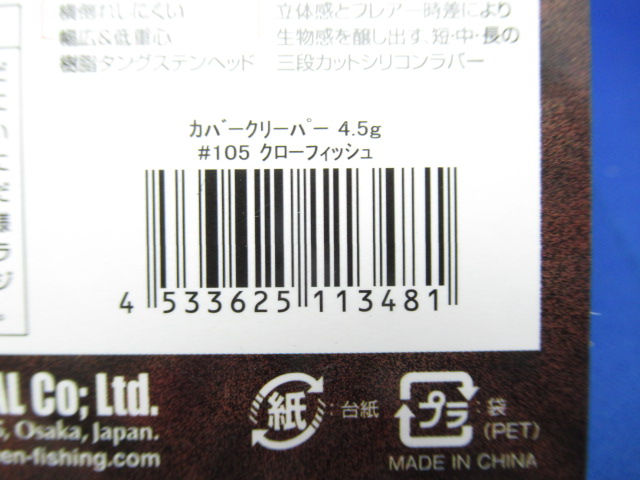 横倒れしにくい
幅広&低重心
樹脂タングステンヘッド
立体感とフレアー時差により
生物感を醸し出す、短・中・長の
三段カットシリコンラバー
カバークリーパー 4.5g
#105 クローフィッシュ
4 533625 113481
AL Co; Ltd.
Osaka, Japan.
en-fishing.com
紙 : 台紙
プラ : 袋
(PET)
MADE IN CHINA